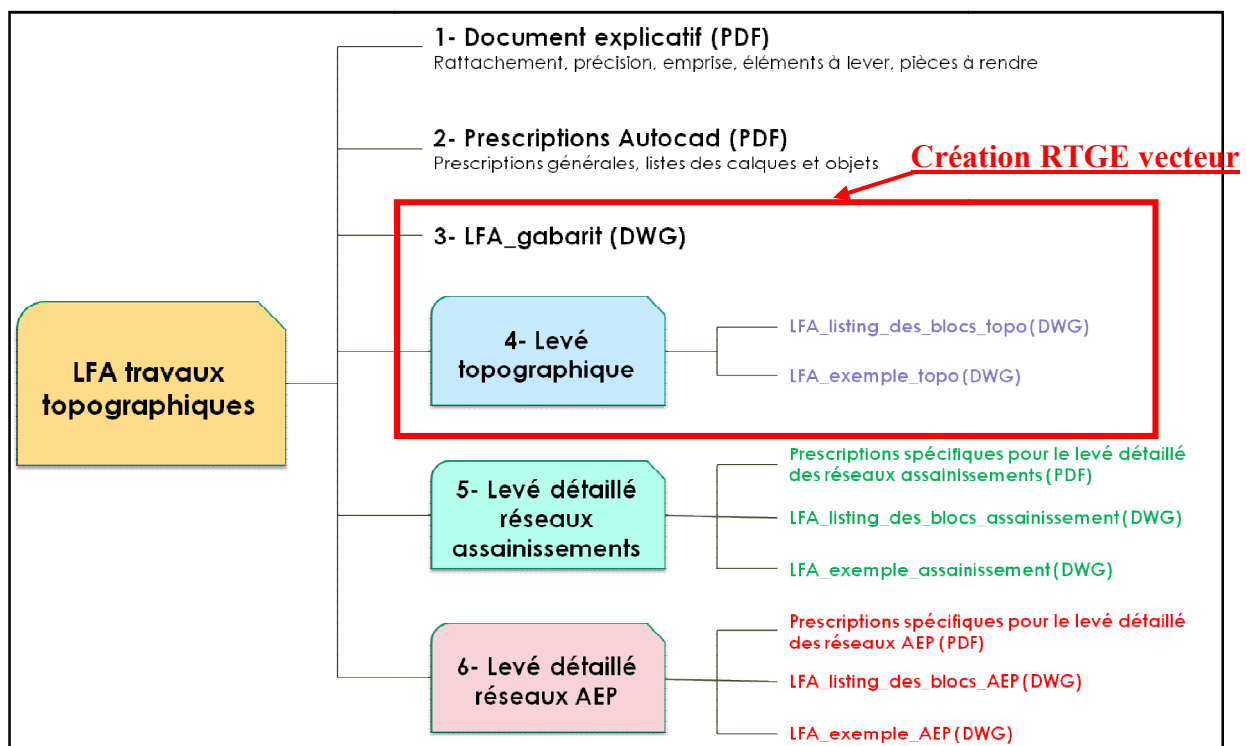 1- Document explicatif (PDF)
Rattachement, précision, emprise, éléments à lever, pièces à rendre
2- Prescriptions Autocad (PDF)
Prescriptions générales, listes des calques et objets
Création RTGE vecteur
3- LFA_gabarit (DWG)
LFA travaux
topographiques
4- Levé
topographique
LFA_listing_des_blocs_topo(DWG)
LFA_exemple_topo(DWG)
5- Levé détaillé
réseaux
assainissements
Prescriptions spécifiques pour le levé détaillé
des réseaux assainissements(PDF)
LFA_listing_des_blocs_assainissement(DWG)
LFA_exemple_assainissement(DWG)
6- Levé détaillé
réseaux AEP
Prescriptions spécifiques pour le levé détaillé
des réseaux AEP(PDF)
LFA_listing_des_blocs_AEP(DWG)
LFA_exemple_AEP(DWG)